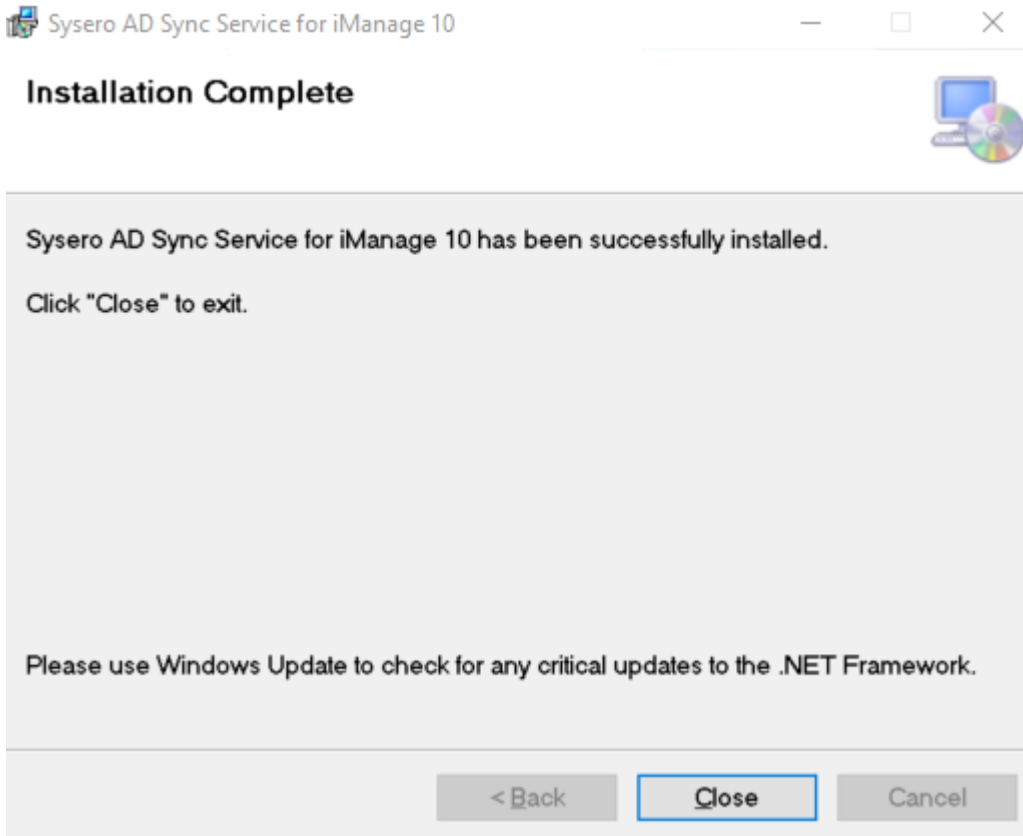 Sysero AD Sync Service for iManage 10
Installation Complete
Sysero AD Sync Service for iManage 10 has been successfully installed.
Click "Close" to exit.
Please use Windows Update to check for any critical updates to the .NET Framework.
< Back
Close
Cancel